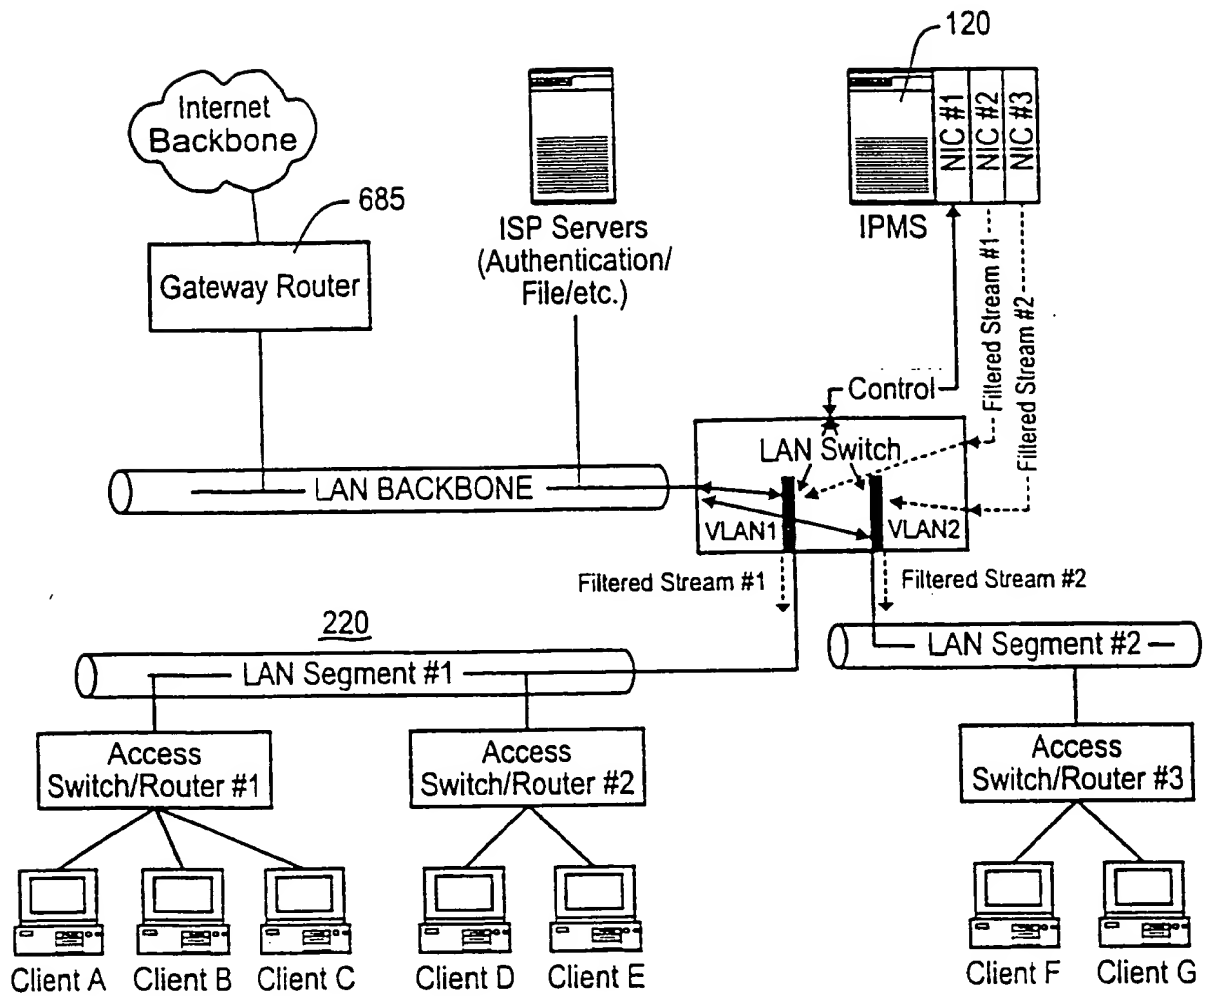 120
Internet
Backbone
685
Gateway Router
ISP Servers
(Authentication/
File/etc.)
NIC #1
NIC #2
NIC #3
IPMS
Filtered Stream #1
Filtered Stream #2
Control
LAN Switch
LAN BACKBONE
VLAN1
VLAN2
Filtered Stream #1
Filtered Stream #2
220
LAN Segment #1
LAN Segment #2
Access
Switch/Router #1
Access
Switch/Router #2
Access
Switch/Router #3
Client A
Client B
Client C
Client D
Client E
Client F
Client G